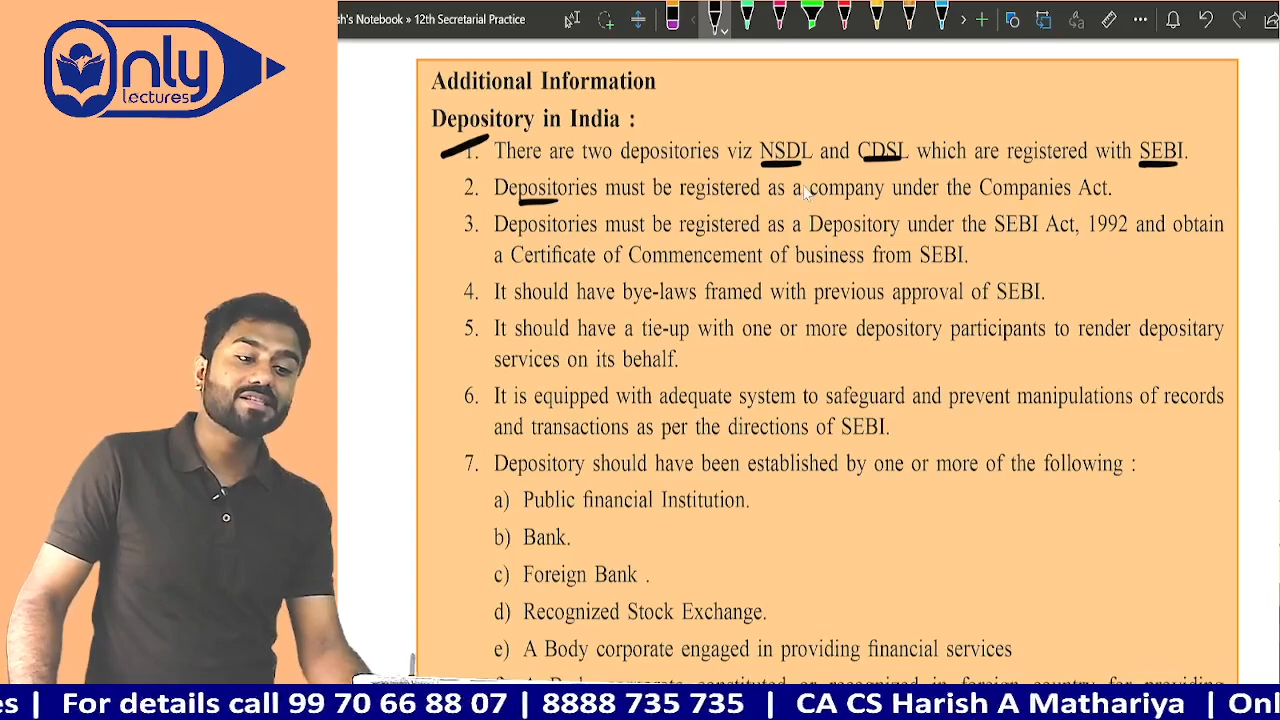 sh's Notebook » 12th Secretarial Practice
Only
lectures
Additional Information
Depository in India :
1. There are two depositories viz NSDL and CDSL which are registered with SEBI.
2. Depositories must be registered as a company under the Companies Act.
3. Depositories must be registered as a Depository under the SEBI Act, 1992 and obtain
a Certificate of Commencement of business from SEBI.
4. It should have bye-laws framed with previous approval of SEBI.
5. It should have a tie-up with one or more depository participants to render depositary
services on its behalf.
6. It is equipped with adequate system to safeguard and prevent manipulations of records
and transactions as per the directions of SEBI.
7. Depository should have been established by one or more of the following :
a) Public financial Institution.
b) Bank.
c) Foreign Bank .
d) Recognized Stock Exchange.
e) A Body corporate engaged in providing financial services
es | For details call 99 70 66 88 07 | 8888 735 735 | CA CS Harish A Mathariya | Onl